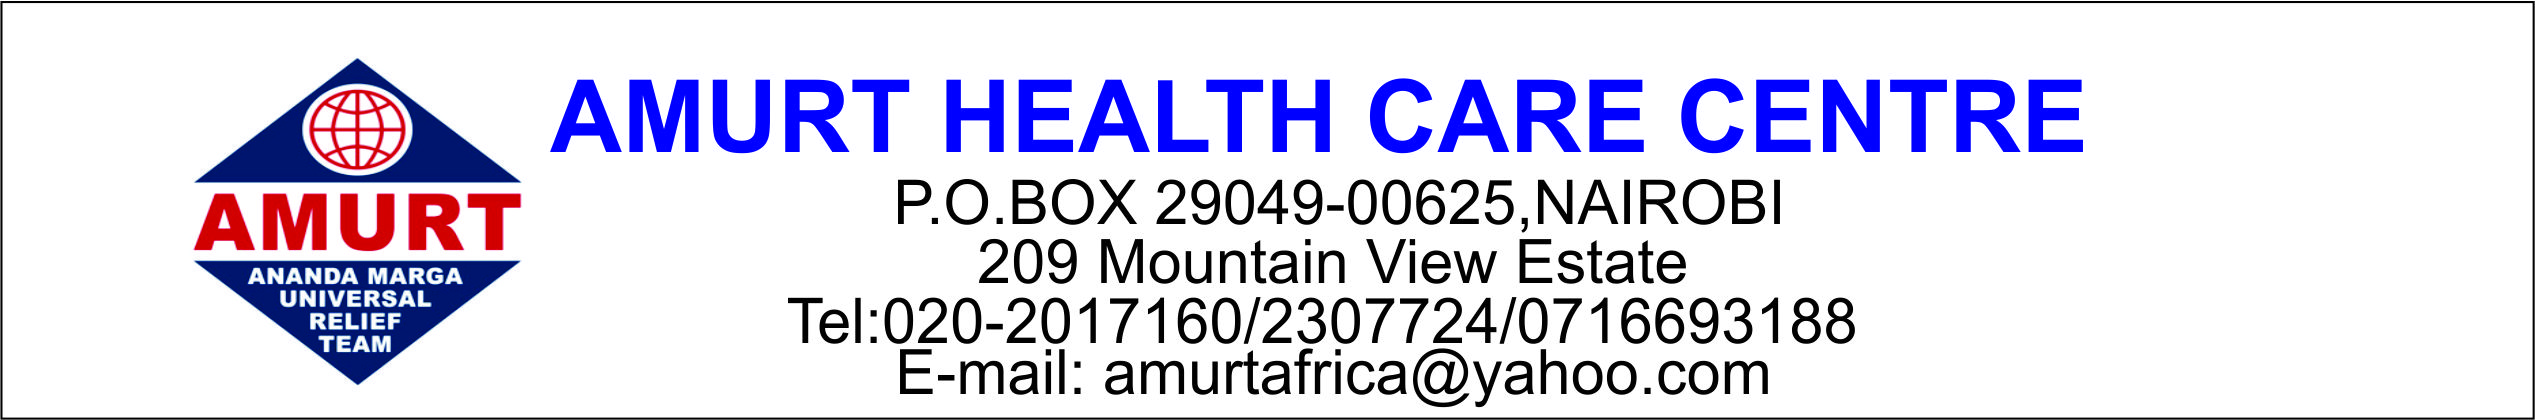 AMURT
ANANDA MARGA
UNIVERSAL
RELIEF
TEAM
AMURT HEALTH CARE CENTRE
P.O.BOX 29049-00625,NAIROBI
209 Mountain View Estate
Tel:020-2017160/2307724/0716693188
E-mail: amurtafrica@yahoo.com